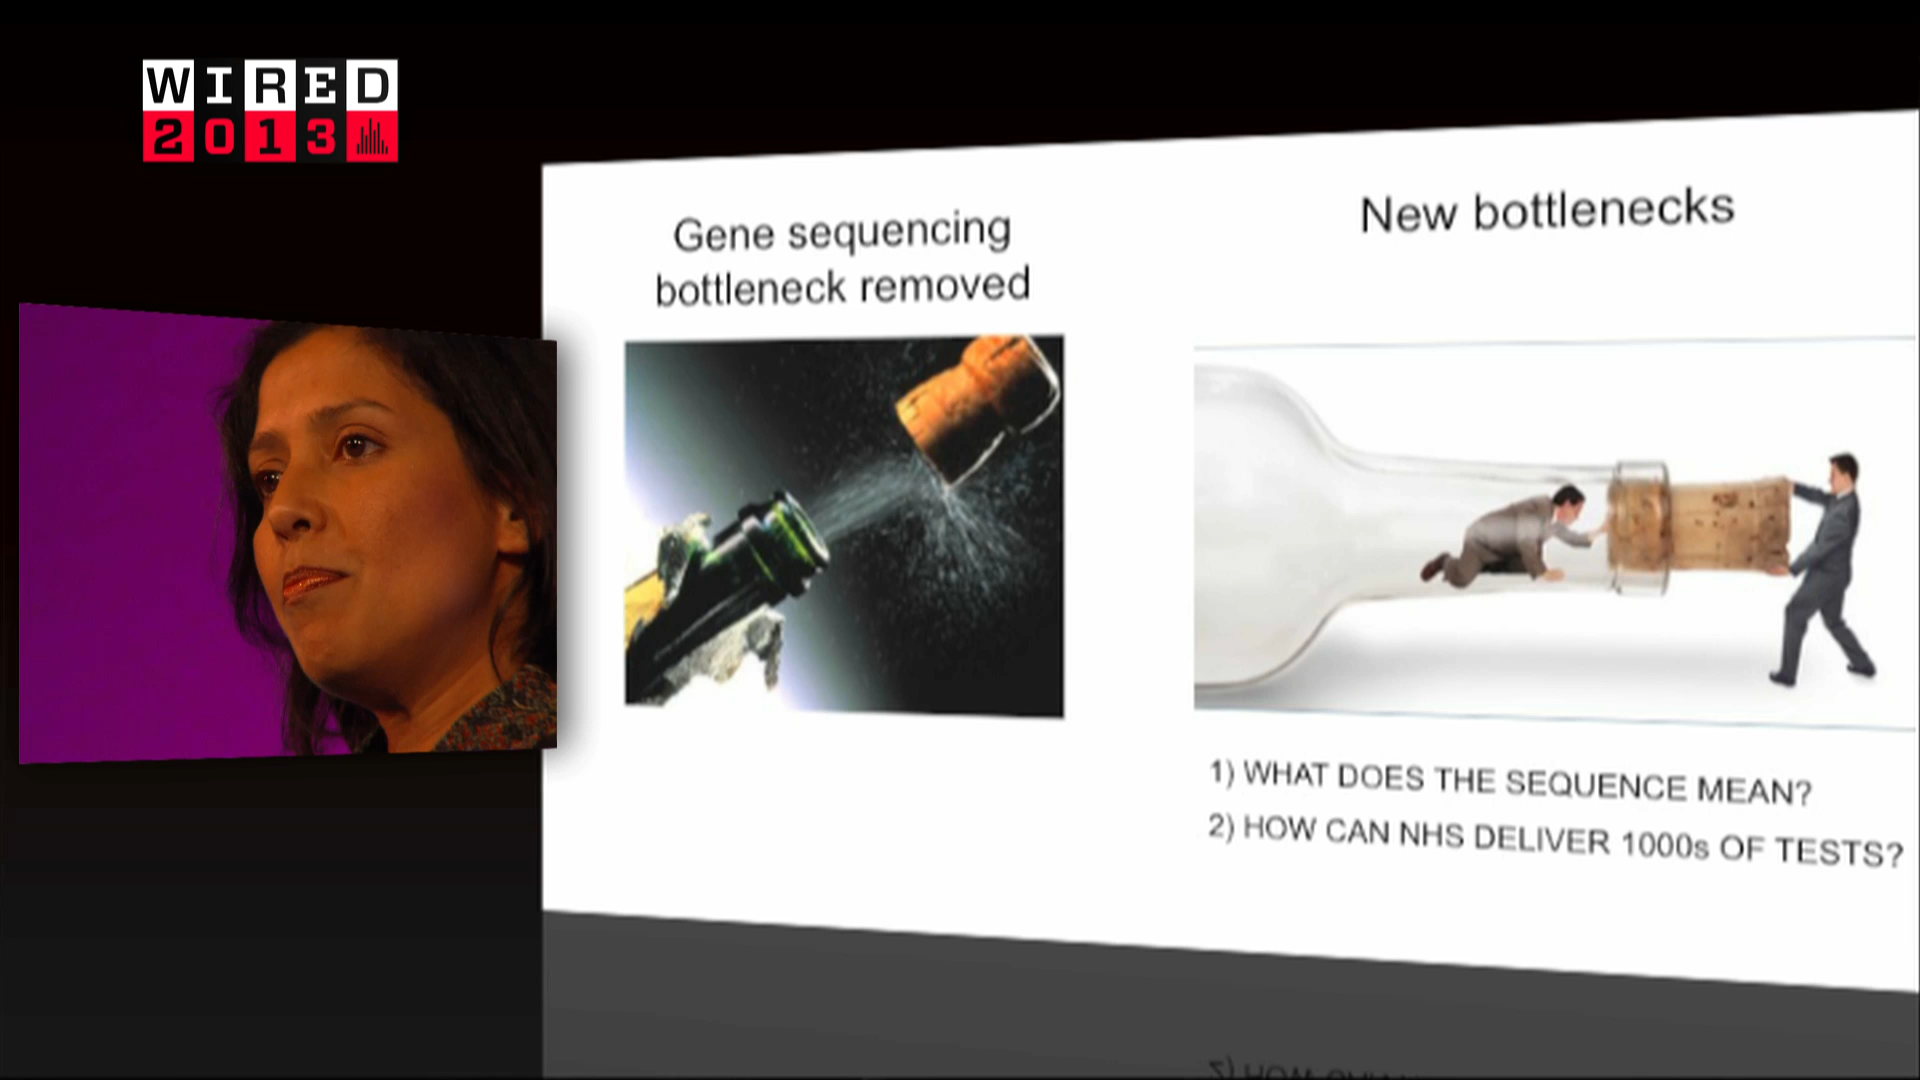 WIRED
2013
Gene sequencing
bottleneck removed
New bottlenecks
1) WHAT DOES THE SEQUENCE MEAN?
2) HOW CAN NHS DELIVER 1000s OF TESTS?